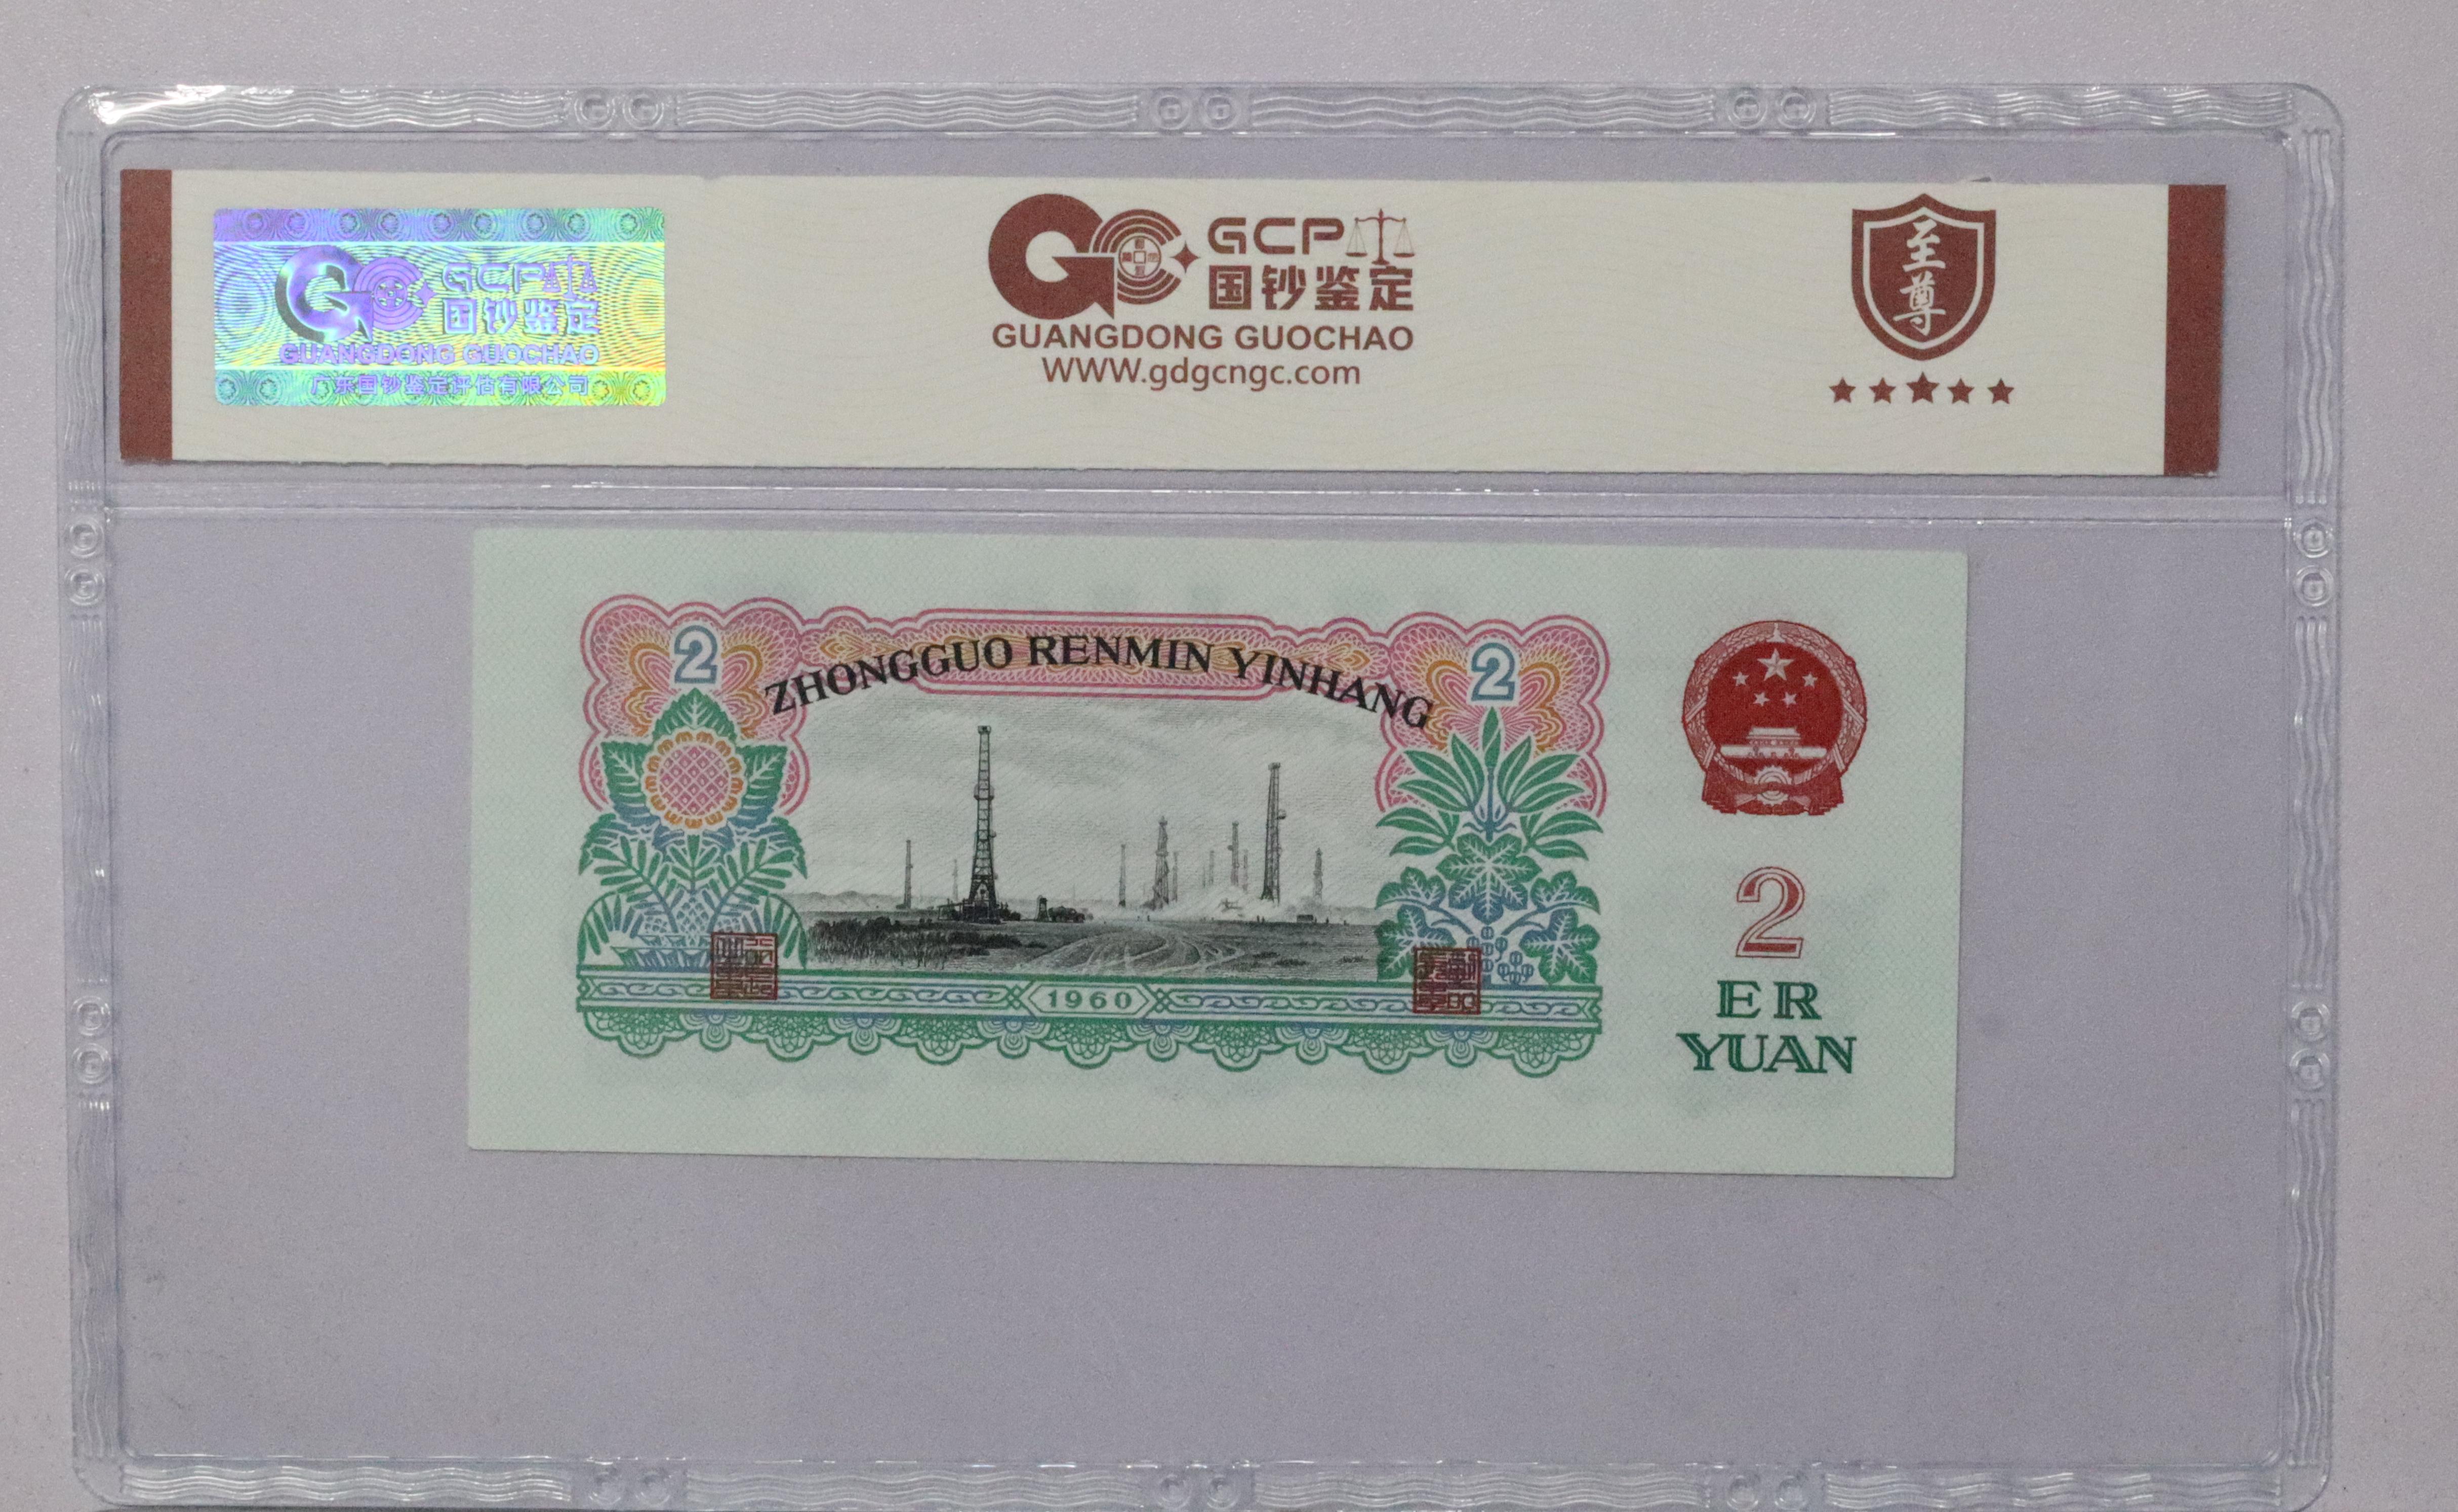 GCP
国钞鉴定
GUANGDONG GUOCHAO
广东国钞鉴定评估有限公司
GCP
国钞鉴定
GUANGDONG GUOCHAO
WWW.gdgcngc.com
至尊
2
ZHONGGUO RENMIN YINHANG
2
1960
2
ER
YUAN